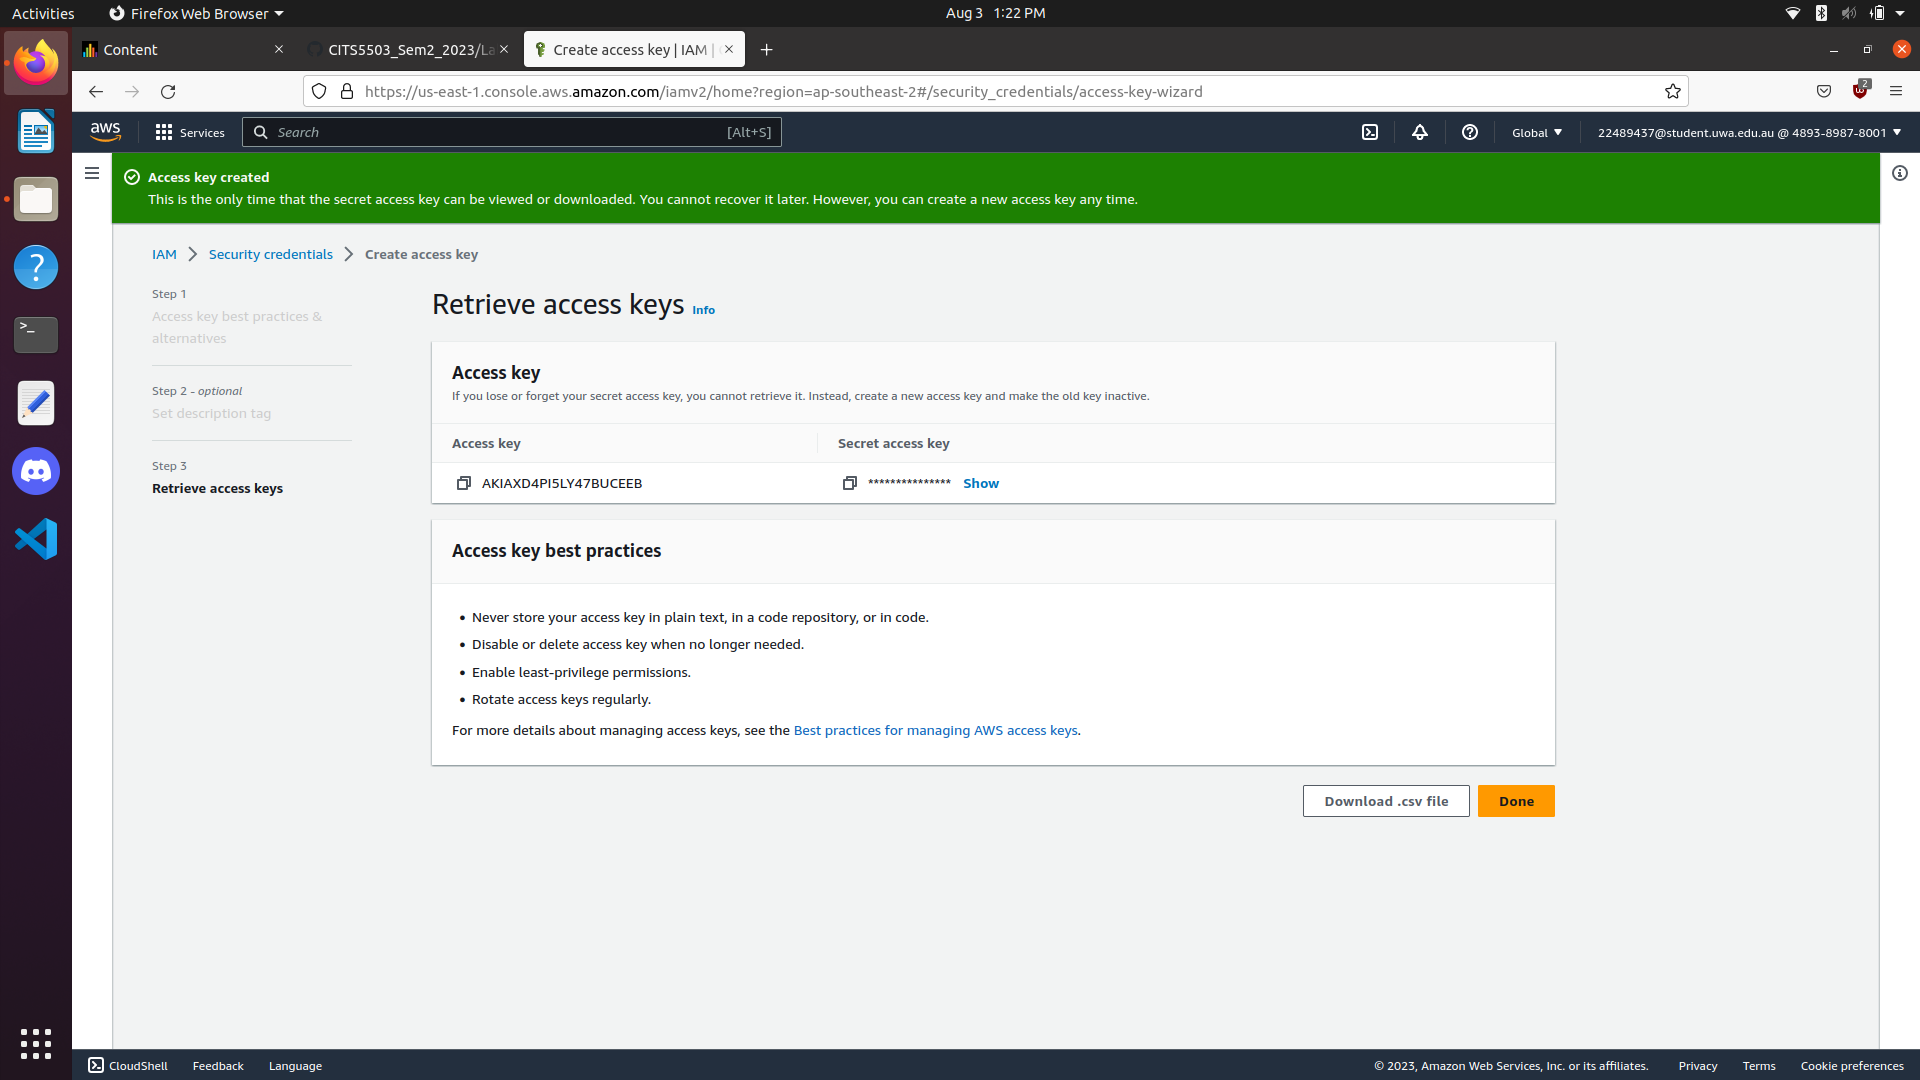 Activities
Firefox Web Browser
Aug 3 1:22 PM
Content
CITS5503_Sem2_2023/La
Create access key | IAM |
https://us-east-1.console.aws.amazon.com/iamv2/home?region=ap-southeast-2#/security_credentials/access-key-wizard
2
aws
Services
Search
[Alt+S]
Global
22489437@student.uwa.edu.au @ 4893-8987-8001
Access key created
This is the only time that the secret access key can be viewed or downloaded. You cannot recover it later. However, you can create a new access key any time.
IAM
Security credentials
Create access key
Step 1
Access key best practices &
alternatives
Step 2 - optional
Set description tag
Step 3
Retrieve access keys
Retrieve access keys Info
Access key
If you lose or forget your secret access key, you cannot retrieve it. Instead, create a new access key and make the old key inactive.
Access key
Secret access key
AKIAXD4PI5LY47BUCEEB
*************** Show
Access key best practices
• Never store your access key in plain text, in a code repository, or in code.
• Disable or delete access key when no longer needed.
• Enable least-privilege permissions.
• Rotate access keys regularly.
For more details about managing access keys, see the Best practices for managing AWS access keys.
Download .csv file
Done
CloudShell
Feedback
Language
© 2023, Amazon Web Services, Inc. or its affiliates.
Privacy
Terms
Cookie preferences